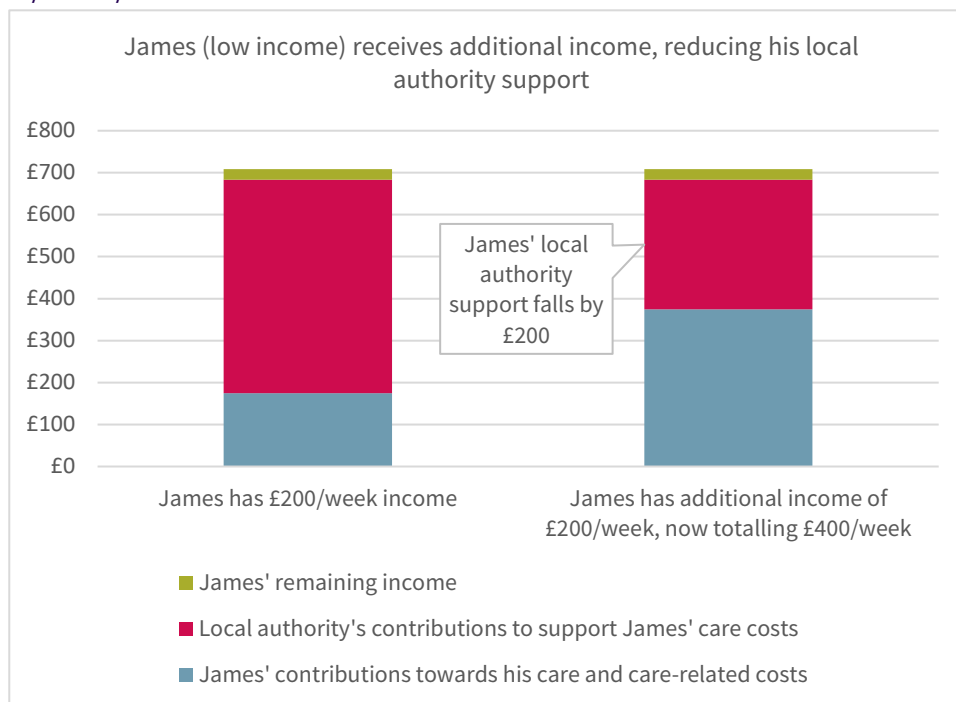 James (low income) receives additional income, reducing his local
authority support
£800
£700
£600
£500
£400
£300
£200
£100
£0
James' local
authority
support falls by
£200
James has £200/week income
James has additional income of
£200/week, now totalling £400/week
James' remaining income
Local authority's contributions to support James' care costs
James' contributions towards his care and care-related costs